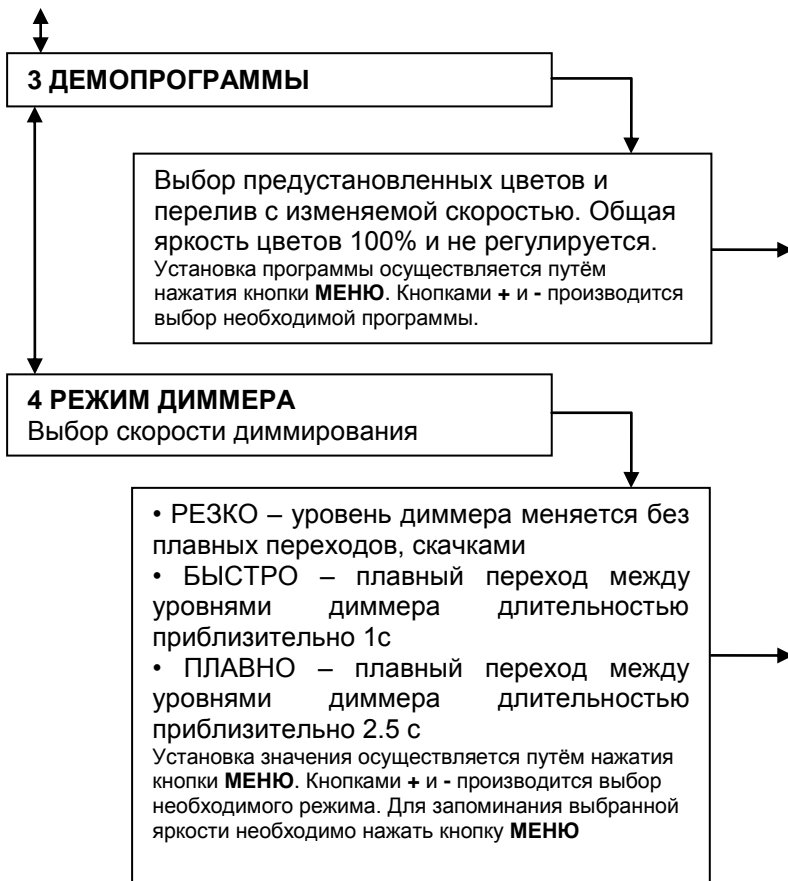 3 ДЕМОПРОГРАММЫ
Выбор предустановленных цветов и
перелив с изменяемой скоростью. Общая
яркость цветов 100% и не регулируется.
Установка программы осуществляется путём
нажатия кнопки МЕНЮ. Кнопками + и - производится
выбор необходимой программы.
4 РЕЖИМ ДИММЕРА
Выбор скорости диммирования
• РЕЗКО – уровень диммера меняется без
плавных переходов, скачками
• БЫСТРО – плавный переход между
уровнями диммера длительностью
приблизительно 1с
• ПЛАВНО – плавный переход между
уровнями диммера длительностью
приблизительно 2.5 с
Установка значения осуществляется путём нажатия
кнопки МЕНЮ. Кнопками + и - производится выбор
необходимого режима. Для запоминания выбранной
яркости необходимо нажать кнопку МЕНЮ